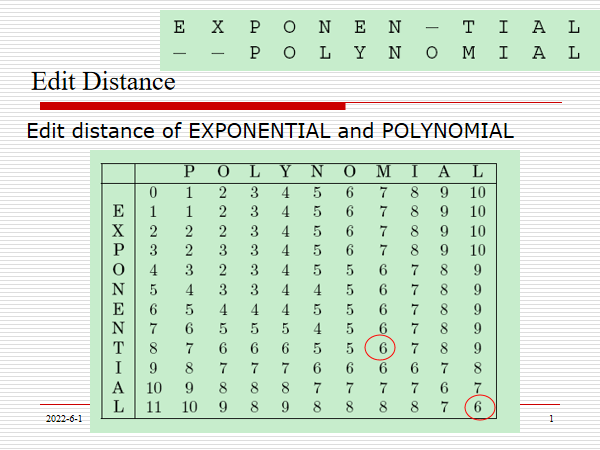 E X P O N E N – T I A L
– – P O L Y N O M I A L
Edit Distance
Edit distance of EXPONENTIAL and POLYNOMIAL
P O L Y N O M I A L
0 1 2 3 4 5 6 7 8 9 10
E 1 1 2 3 4 5 6 7 8 9 10
X 2 2 2 3 4 5 6 7 8 9 10
P 3 2 3 3 4 5 6 7 8 9 10
O 4 3 2 3 4 5 5 6 7 8 9
N 5 4 3 3 4 4 5 6 7 8 9
E 6 5 4 4 4 5 5 6 7 8 9
N 7 6 5 5 5 4 5 6 7 8 9
T 8 7 6 6 6 5 5 6 7 8 9
I 9 8 7 7 7 6 6 6 6 7 8
A 10 9 8 8 8 7 7 7 7 6 7
L 11 10 9 8 9 8 8 8 8 7 6
2022-6-1 1